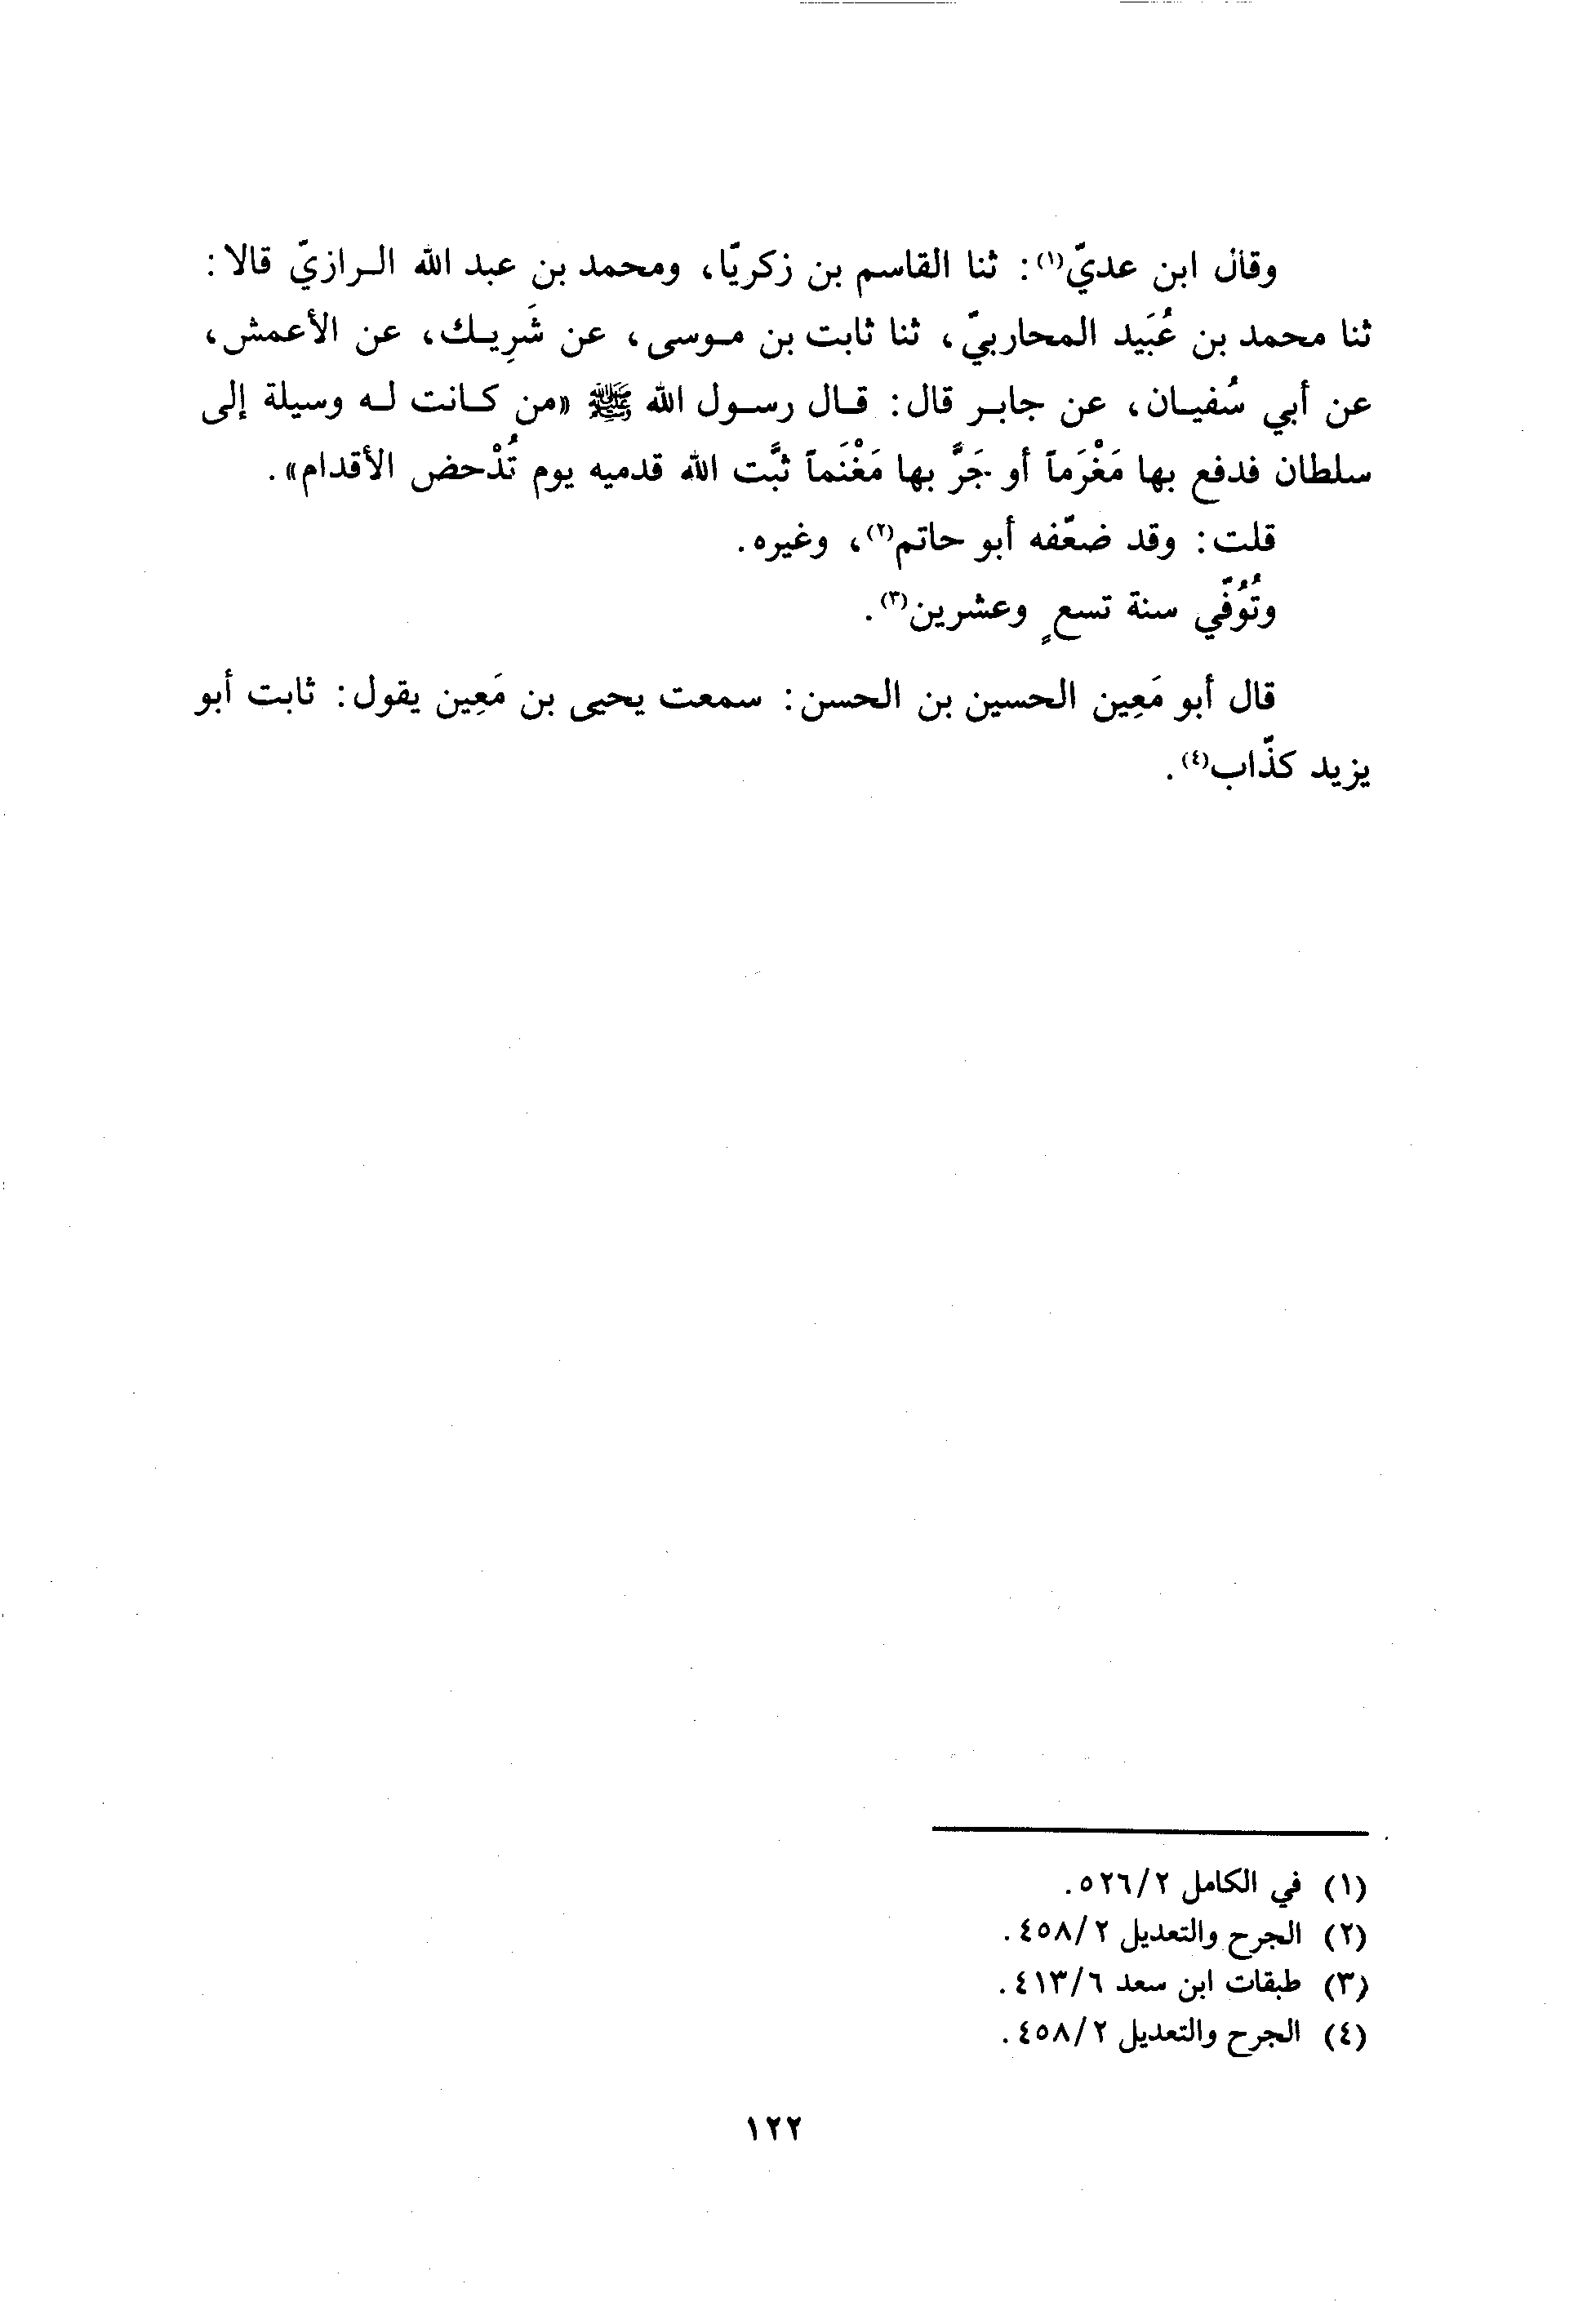 وقال ابن عديّ(١): ثنا القاسم بن زكريّا، ومحمد بن عبد الله الرازيّ قالا:
ثنا محمد بن عُبَيد المحاربيّ، ثنا ثابت بن موسى، عن شَرِيك، عن الأعمش،
عن أبي سُفيان، عن جابر قال: قال رسول الله ﷺ «من كانت له وسيلة إلى
سلطان فدفع بها مَغْرَماً أو جَرَّ بها مَغْنَماً ثبَّت الله قدميه يوم تُدْحض الأقدام».
قلت: وقد ضعّفه أبو حاتم(٢)، وغيره.
وتُوُفّي سنة تسعٍ وعشرين(٣).
قال أبو مَعِين الحسين بن الحسن: سمعت يحيى بن مَعِين يقول: ثابت أبو
يزيد كذّاب(٤).
(١) في الكامل ٥٢٦/٢.
(٢) الجرح والتعديل ٤٥٨/٢.
(٣) طبقات ابن سعد ٤١٣/٦.
(٤) الجرح والتعديل ٤٥٨/٢.
١٢٢